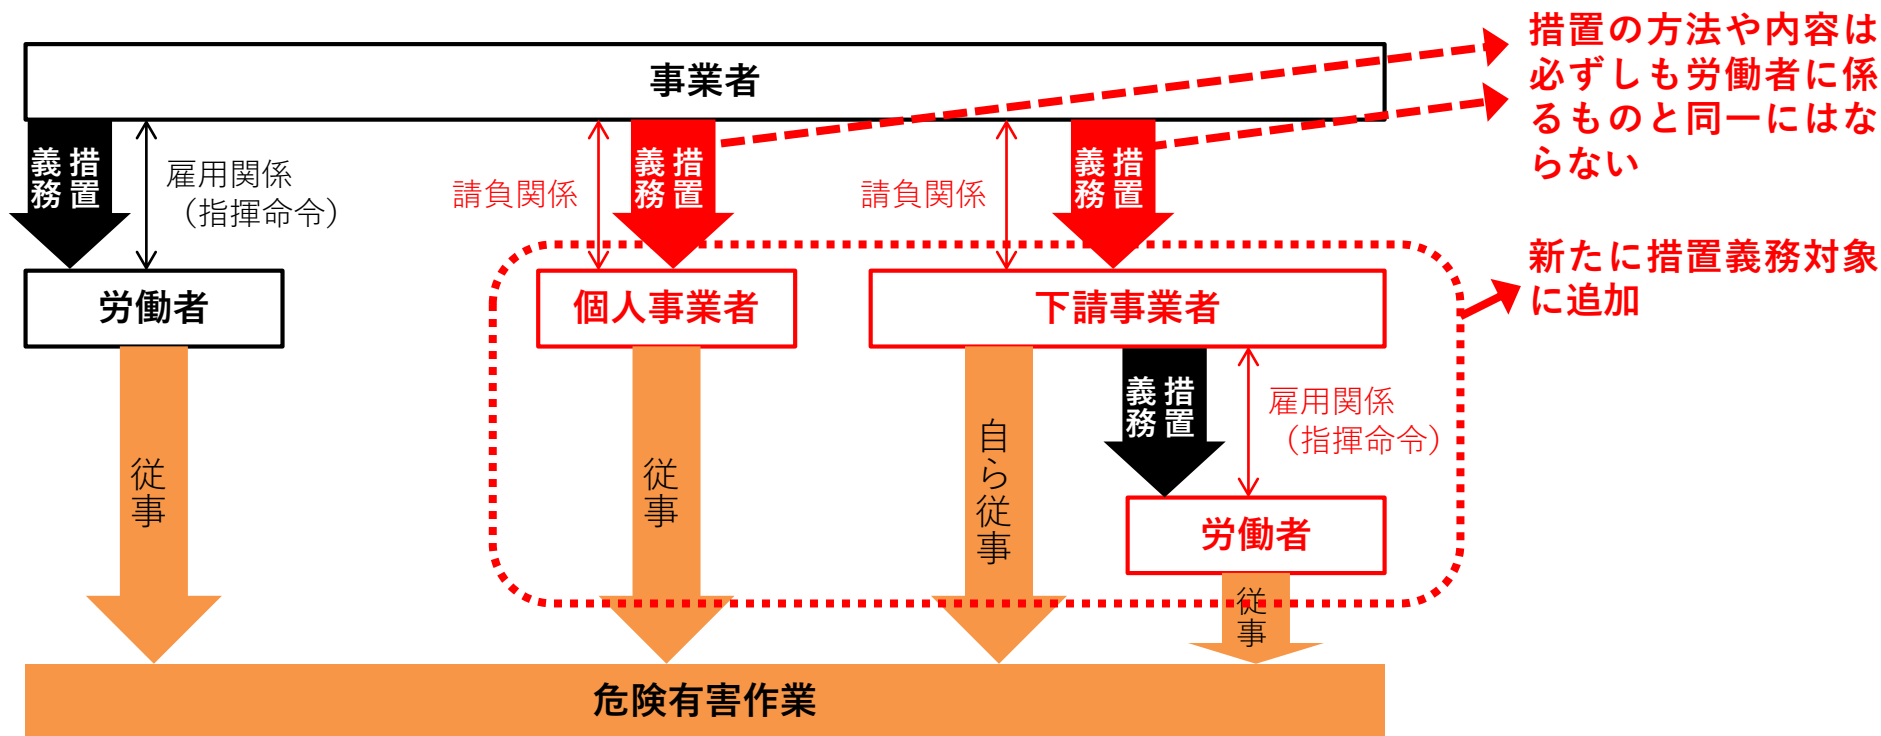 事業者
措置の方法や内容は
必ずしも労働者に係
るものと同一にはな
らない
措置
義務
雇用関係
（指揮命令）
請負関係
措置
義務
請負関係
措置
義務
新たに措置義務対象
に追加
労働者
個人事業者
下請事業者
措置
義務
雇用関係
（指揮命令）
従事
従事
自ら従事
労働者
従事
危険有害作業